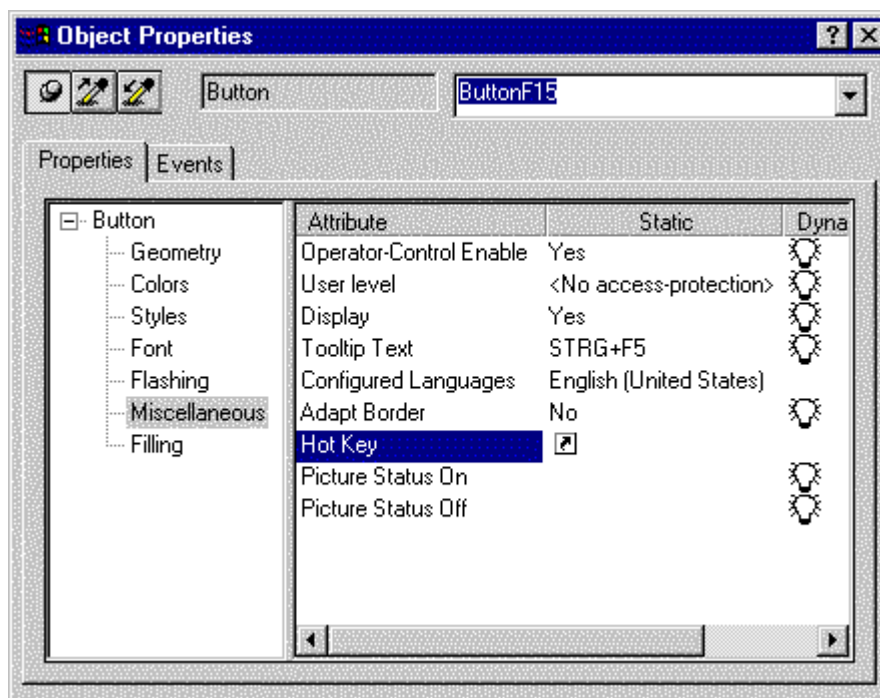 Object Properties
Button ButtonF15
Properties Events
Button
Geometry
Colors
Styles
Font
Flashing
Miscellaneous
Filling
Attribute Static Dyna
Operator-Control Enable Yes
User level <No access-protection>
Display Yes
Tooltip Text STRG+F5
Configured Languages English (United States)
Adapt Border No
Hot Key
Picture Status On
Picture Status Off